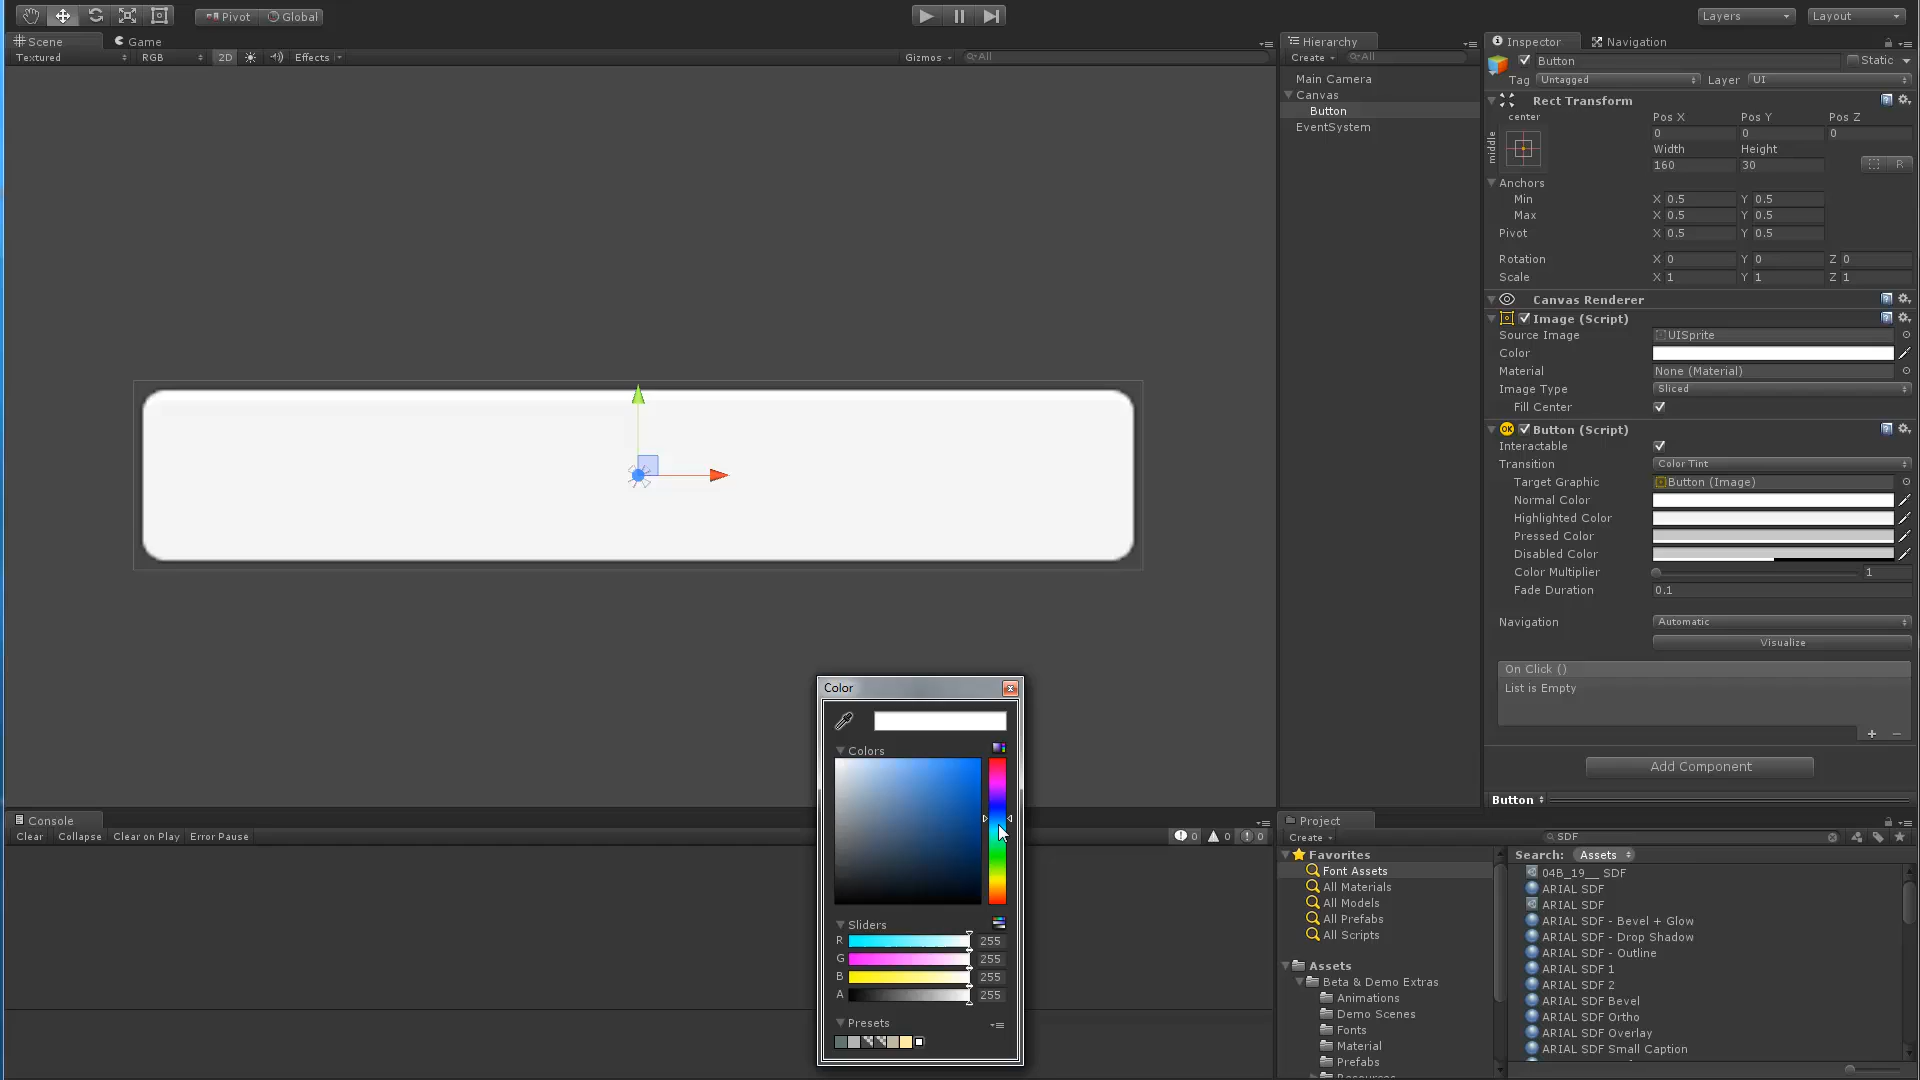 Pivot
Global
Layers
Layout
Scene
Game
Textured
RGB
2D
Effects
Gizmos
All
Hierarchy
Create
All
Main Camera
Canvas
Button
EventSystem
Inspector
Navigation
Button
Static
Tag Untagged
Layer UI
Rect Transform
center
middle
Pos X Pos Y Pos Z
0 0 0
Width Height
160 30
R
Anchors
Min X 0.5 Y 0.5
Max X 0.5 Y 0.5
Pivot X 0.5 Y 0.5
Rotation X 0 Y 0 Z 0
Scale X 1 Y 1 Z 1
Canvas Renderer
Image (Script)
Source Image UISprite
Color
Material None (Material)
Image Type Sliced
Fill Center
OK Button (Script)
Interactable
Transition Color Tint
Target Graphic Button (Image)
Normal Color
Highlighted Color
Pressed Color
Disabled Color
Color Multiplier 1
Fade Duration 0.1
Navigation Automatic
Visualize
On Click ()
List is Empty
Add Component
Button
Color
Colors
Sliders
R 255
G 255
B 255
A 255
Presets
Console
Clear Collapse Clear on Play Error Pause
0 0 0
Project
Create
SDF
Favorites
Font Assets
All Materials
All Models
All Prefabs
All Scripts
Assets
Beta & Demo Extras
Animations
Demo Scenes
Fonts
Material
Prefabs
Resources
Search: Assets
04B_19__ SDF
ARIAL SDF
ARIAL SDF
ARIAL SDF - Bevel + Glow
ARIAL SDF - Drop Shadow
ARIAL SDF - Outline
ARIAL SDF 1
ARIAL SDF 2
ARIAL SDF Bevel
ARIAL SDF Ortho
ARIAL SDF Overlay
ARIAL SDF Small Caption